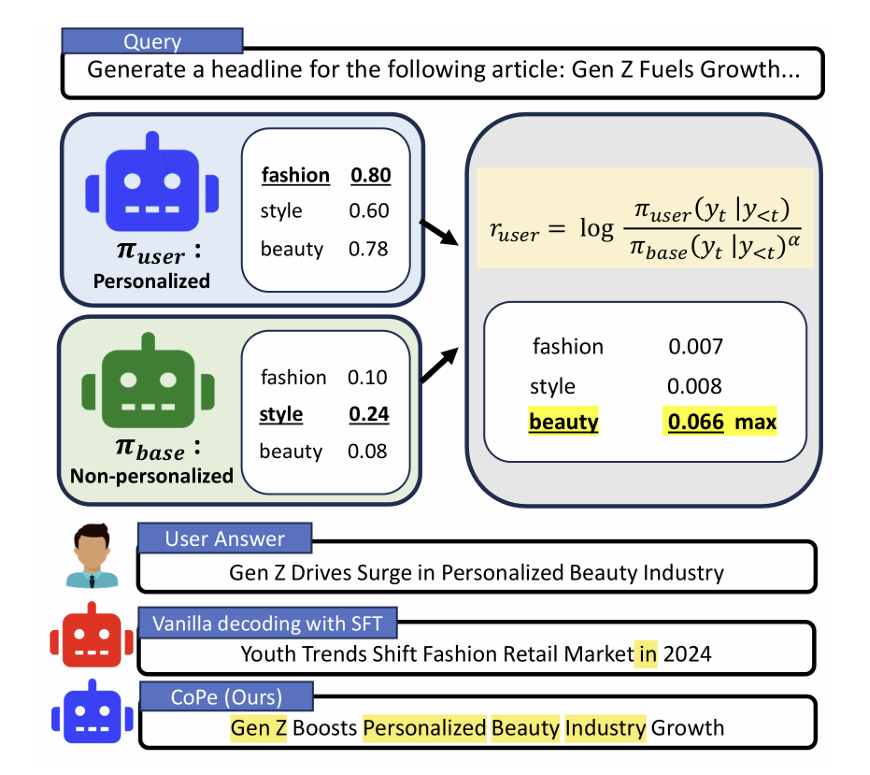 Query
Generate a headline for the following article: Gen Z Fuels Growth...
fashion 0.80
style 0.60
beauty 0.78
π_user :
Personalized
r_user = log π_user(y_t |y_<t) / π_base(y_t |y_<t)^α
fashion 0.10
style 0.24
beauty 0.08
π_base :
Non-personalized
fashion 0.007
style 0.008
beauty 0.066 max
User Answer
Gen Z Drives Surge in Personalized Beauty Industry
Vanilla decoding with SFT
Youth Trends Shift Fashion Retail Market in 2024
CoPe (Ours)
Gen Z Boosts Personalized Beauty Industry Growth